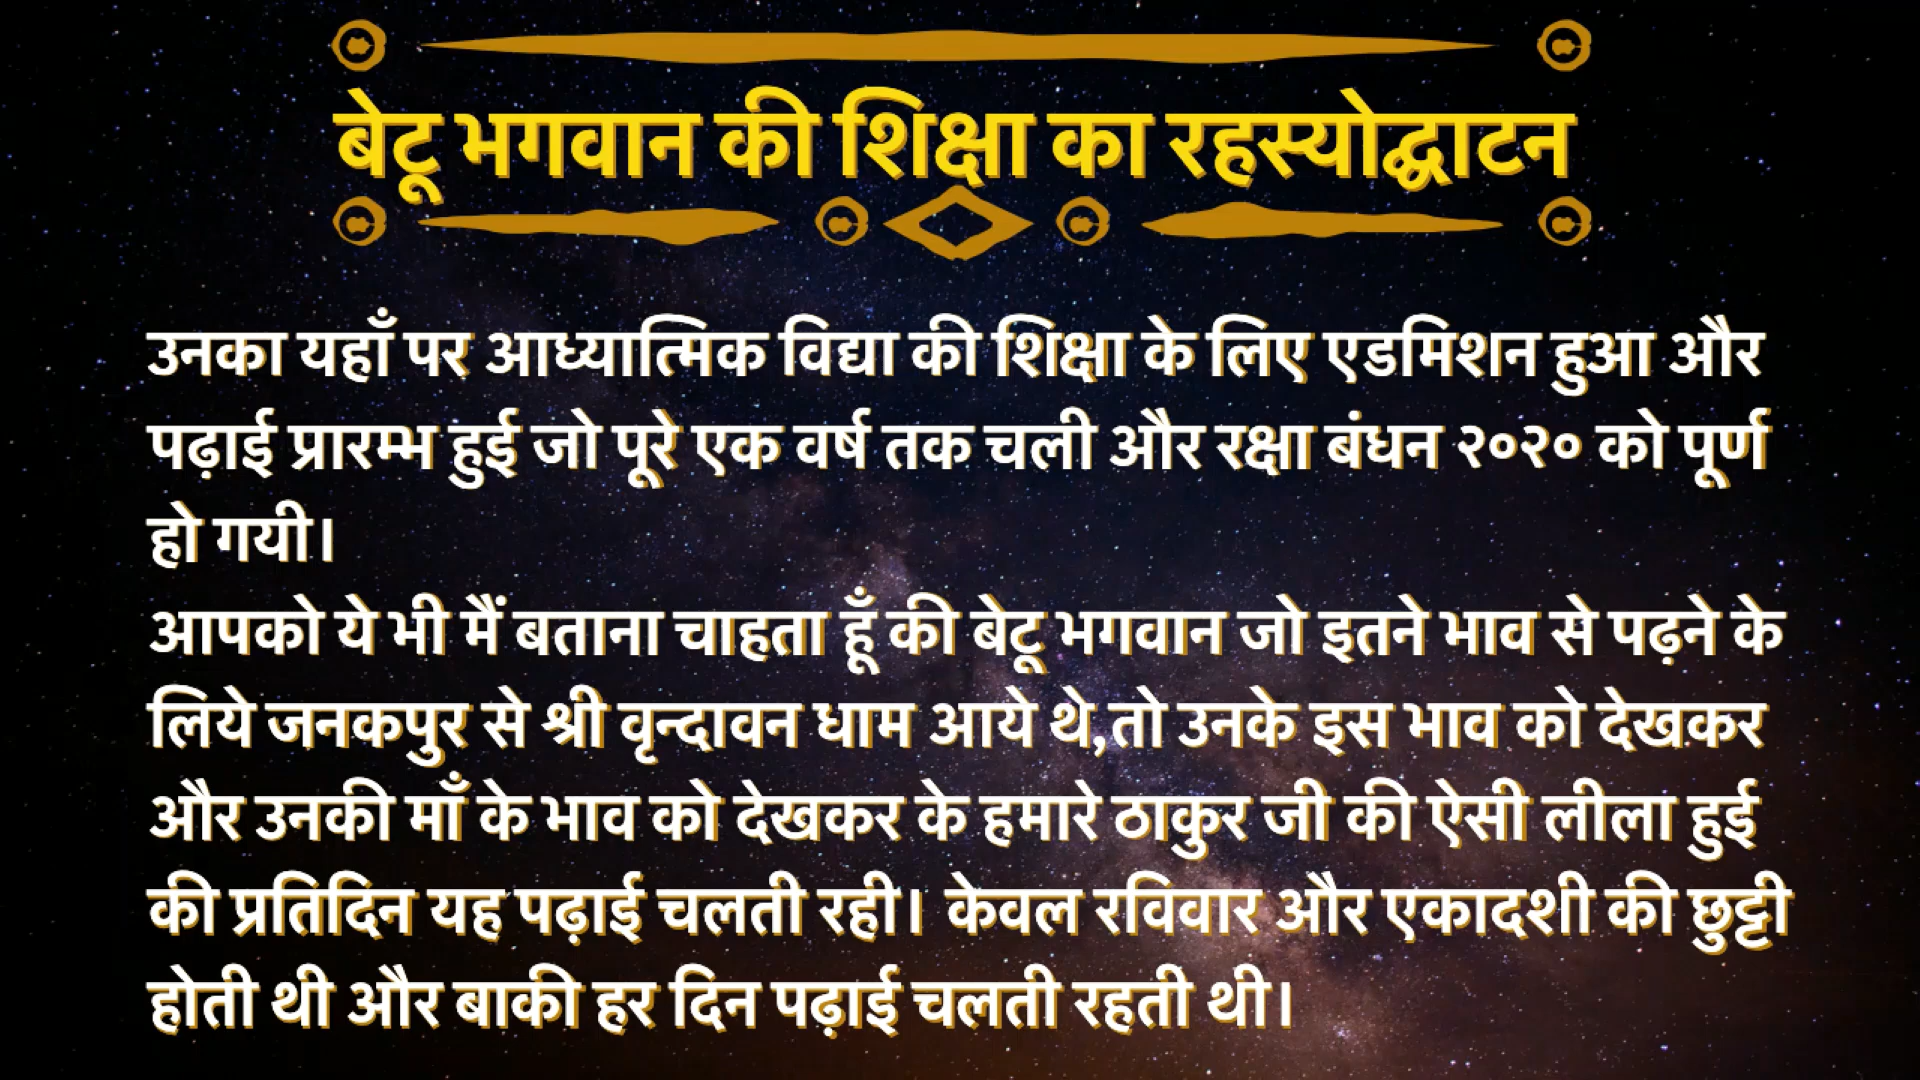 बेटू भगवान की शिक्षा का रहस्योद्घाटन
उनका यहाँ पर आध्यात्मिक विद्या की शिक्षा के लिए एडमिशन हुआ और
पढ़ाई प्रारम्भ हुई जो पूरे एक वर्ष तक चली और रक्षा बंधन २०२० को पूर्ण
हो गयी।
आपको ये भी मैं बताना चाहता हूँ की बेटू भगवान जो इतने भाव से पढ़ने के
लिये जनकपुर से श्री वृन्दावन धाम आये थे,तो उनके इस भाव को देखकर
और उनकी माँ के भाव को देखकर के हमारे ठाकुर जी की ऐसी लीला हुई
की प्रतिदिन यह पढ़ाई चलती रही। केवल रविवार और एकादशी की छुट्टी
होती थी और बाकी हर दिन पढ़ाई चलती रहती थी।